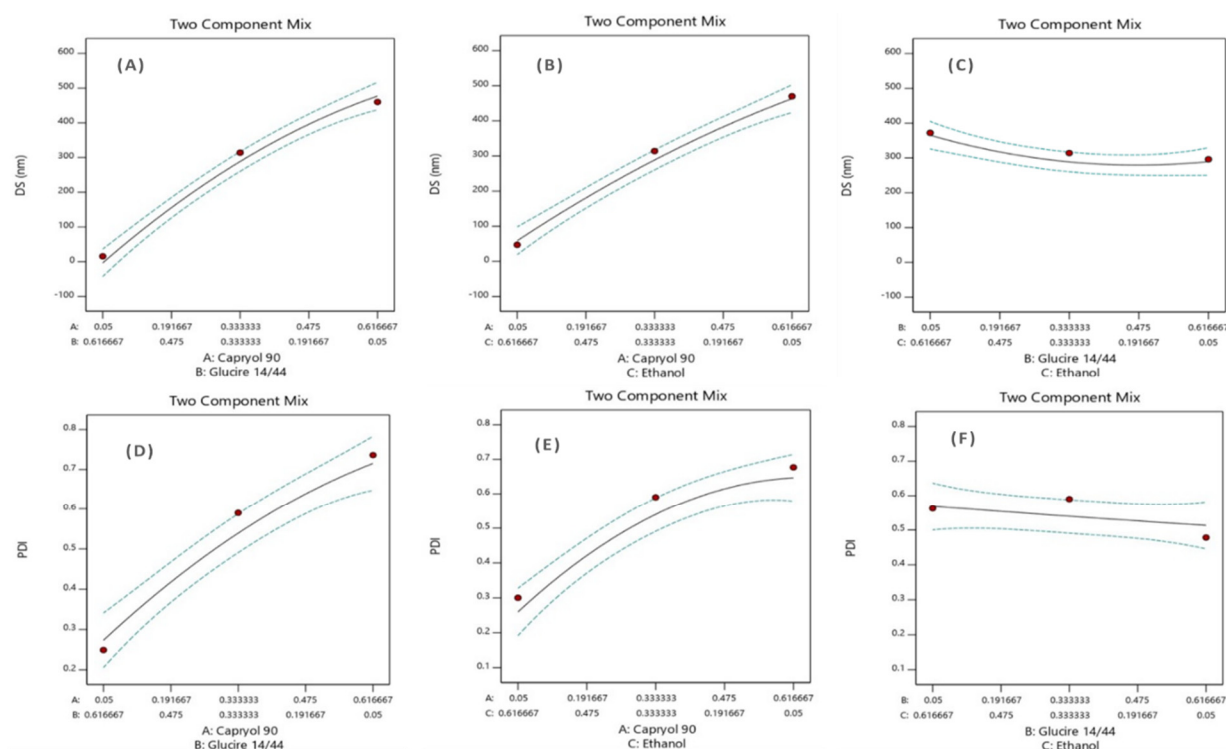 Two Component Mix
(A)
600
500
400
300
200
100
0
-100
DS (nm)
A: 0.05 0.191667 0.333333 0.475 0.616667
B: 0.616667 0.475 0.333333 0.191667 0.05
A: Capryol 90
B: Glucire 14/44
Two Component Mix
(B)
600
500
400
300
200
100
0
-100
DS (nm)
A: 0.05 0.191667 0.333333 0.475 0.616667
C: 0.616667 0.475 0.333333 0.191667 0.05
A: Capryol 90
C: Ethanol
Two Component Mix
(C)
600
500
400
300
200
100
0
-100
DS (nm)
B: 0.05 0.191667 0.333333 0.475 0.616667
C: 0.616667 0.475 0.333333 0.191667 0.05
B: Glucire 14/44
C: Ethanol
Two Component Mix
(D)
0.8
0.7
0.6
0.5
0.4
0.3
0.2
PDI
A: 0.05 0.191667 0.333333 0.475 0.616667
B: 0.616667 0.475 0.333333 0.191667 0.05
A: Capryol 90
B: Glucire 14/44
Two Component Mix
(E)
0.8
0.7
0.6
0.5
0.4
0.3
0.2
0.1
PDI
A: 0.05 0.191667 0.333333 0.475 0.616667
C: 0.616667 0.475 0.333333 0.191667 0.05
A: Capryol 90
C: Ethanol
Two Component Mix
(F)
0.8
0.7
0.6
0.5
0.4
0.3
0.2
0.1
PDI
B: 0.05 0.191667 0.333333 0.475 0.616667
C: 0.616667 0.475 0.333333 0.191667 0.05
B: Glucire 14/44
C: Ethanol